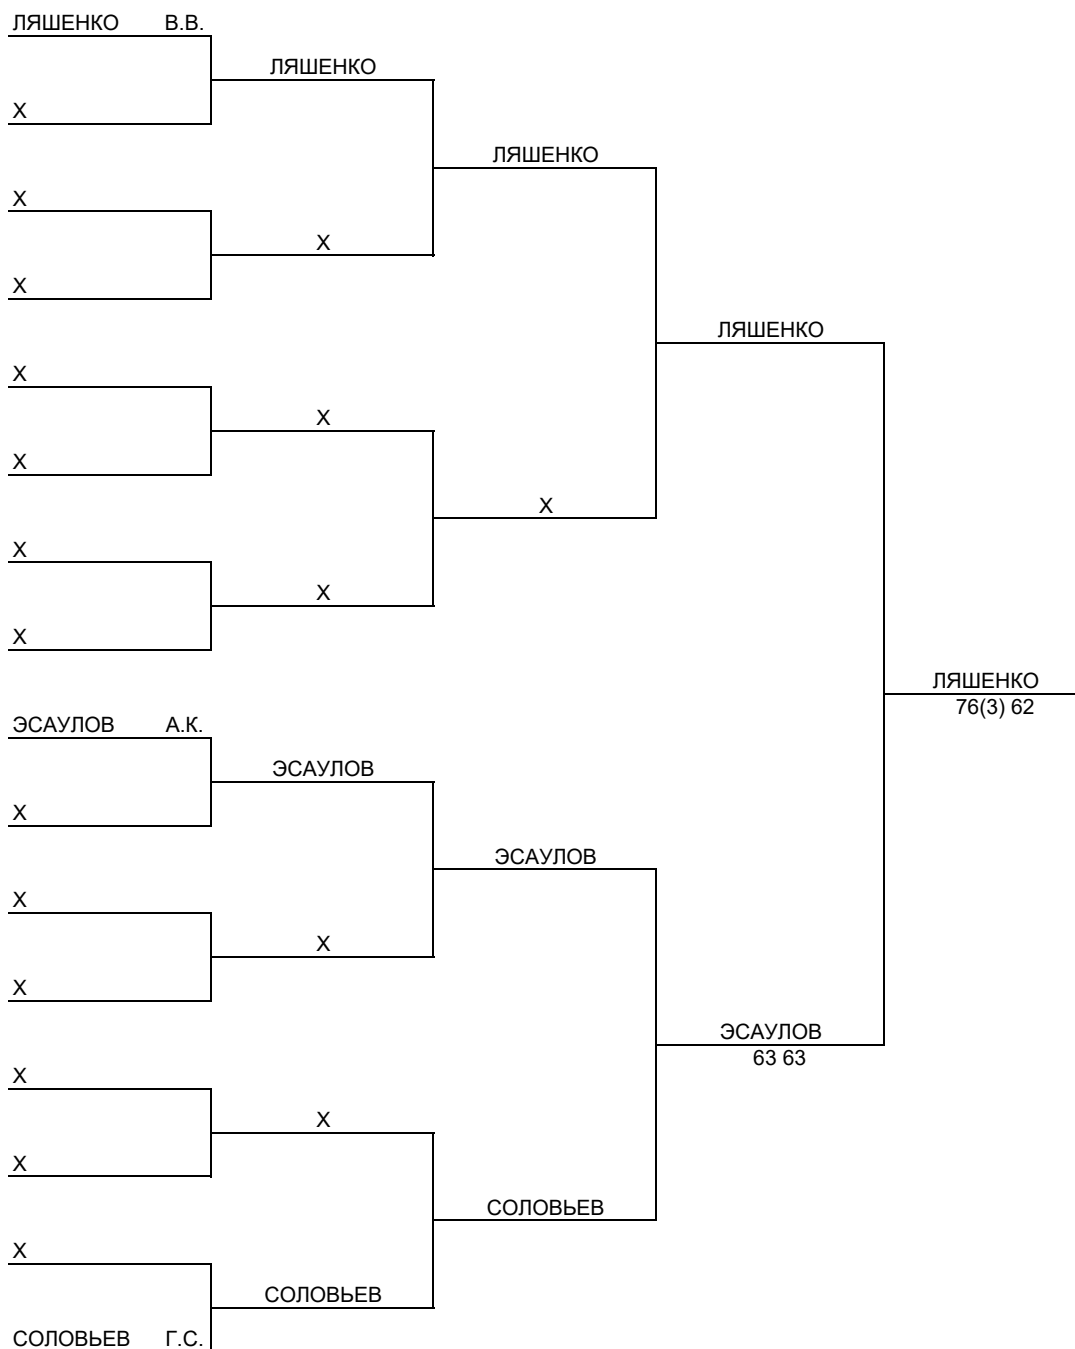 ЛЯШЕНКО В.В.
ЛЯШЕНКО
Х
ЛЯШЕНКО
Х
Х
Х
ЛЯШЕНКО
Х
Х
Х
Х
Х
Х
Х
ЛЯШЕНКО
76(3) 62
ЭСАУЛОВ А.К.
ЭСАУЛОВ
Х
ЭСАУЛОВ
Х
Х
Х
ЭСАУЛОВ
63 63
Х
Х
Х
СОЛОВЬЕВ
Х
СОЛОВЬЕВ
СОЛОВЬЕВ Г.С.